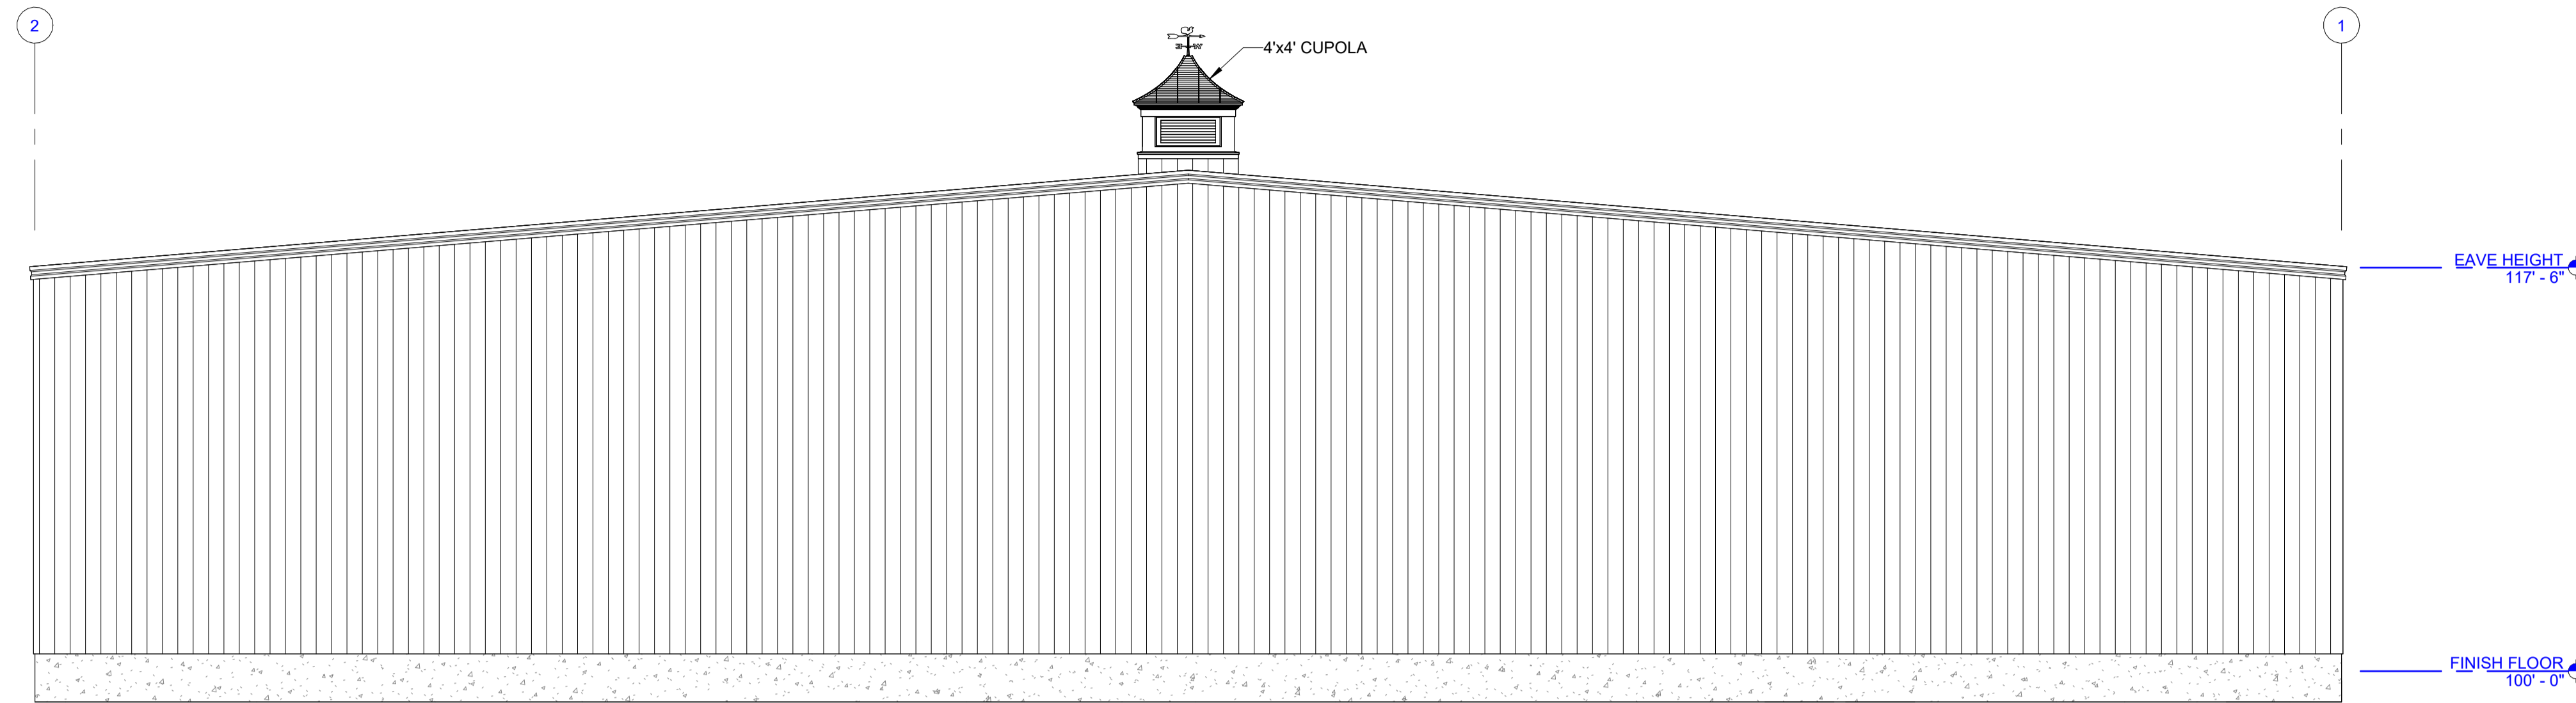 2
1
4'x4' CUPOLA
EAVE HEIGHT
117' - 6"
FINISH FLOOR
100' - 0"